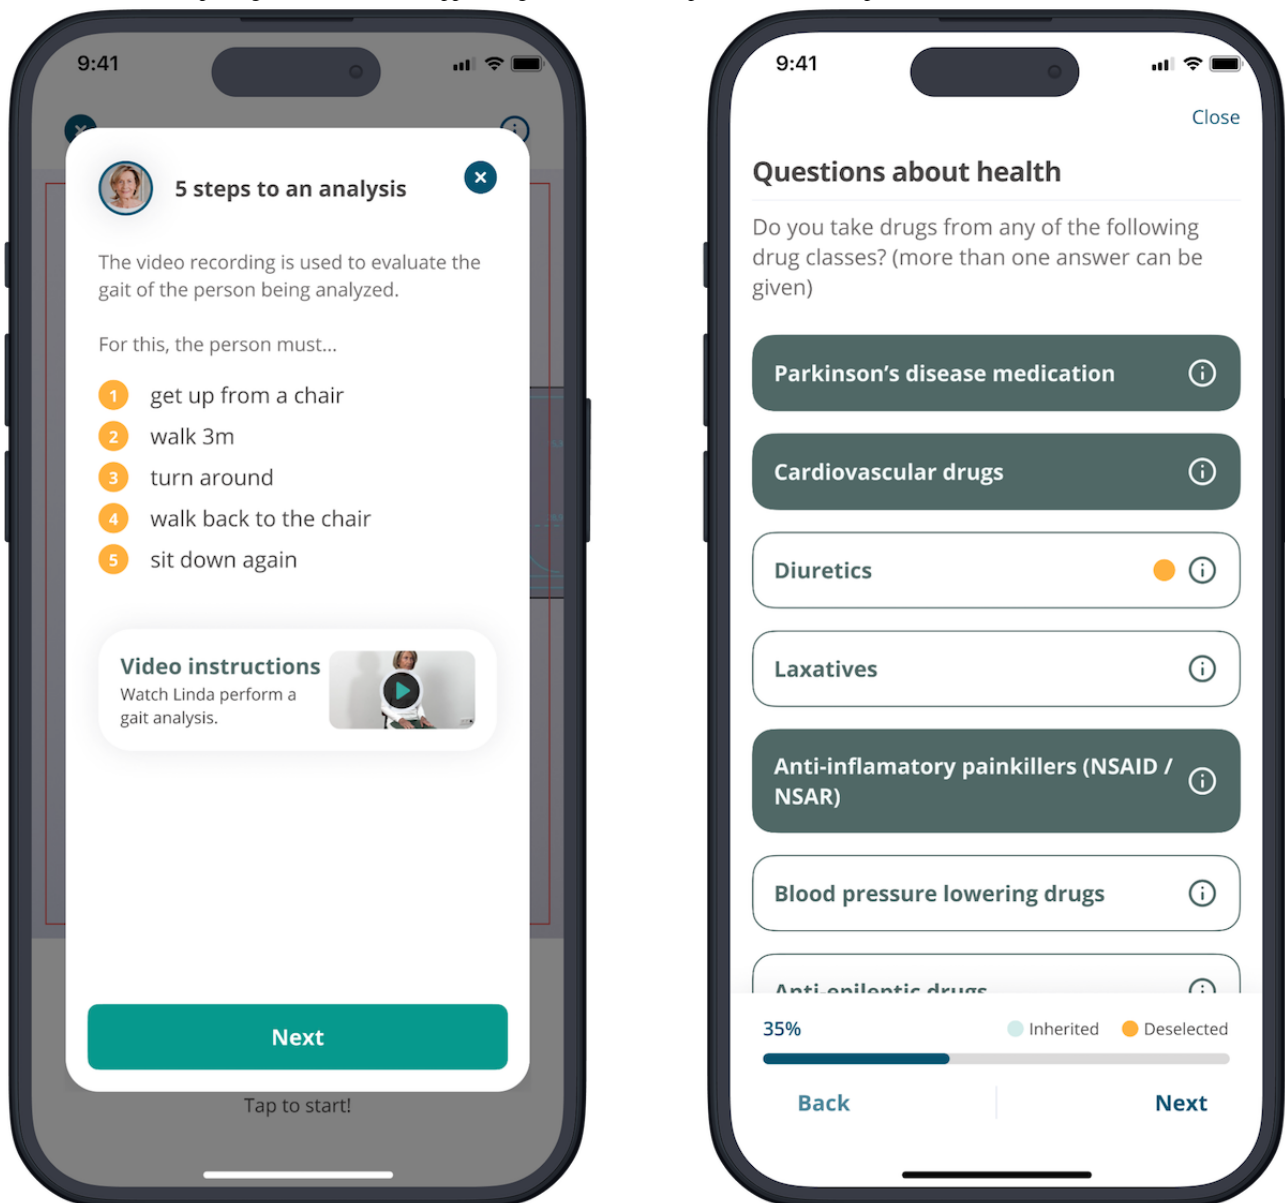 9:41
5 steps to an analysis
The video recording is used to evaluate the
gait of the person being analyzed.
For this, the person must...
1 get up from a chair
2 walk 3m
3 turn around
4 walk back to the chair
5 sit down again
Video instructions
Watch Linda perform a
gait analysis.
Next
Tap to start!
9:41
Close
Questions about health
Do you take drugs from any of the following
drug classes? (more than one answer can be
given)
Parkinson's disease medication
Cardiovascular drugs
Diuretics
Laxatives
Anti-inflamatory painkillers (NSAID /
NSAR)
Blood pressure lowering drugs
Anti-epileptic drugs
35% Inherited Deselected
Back Next